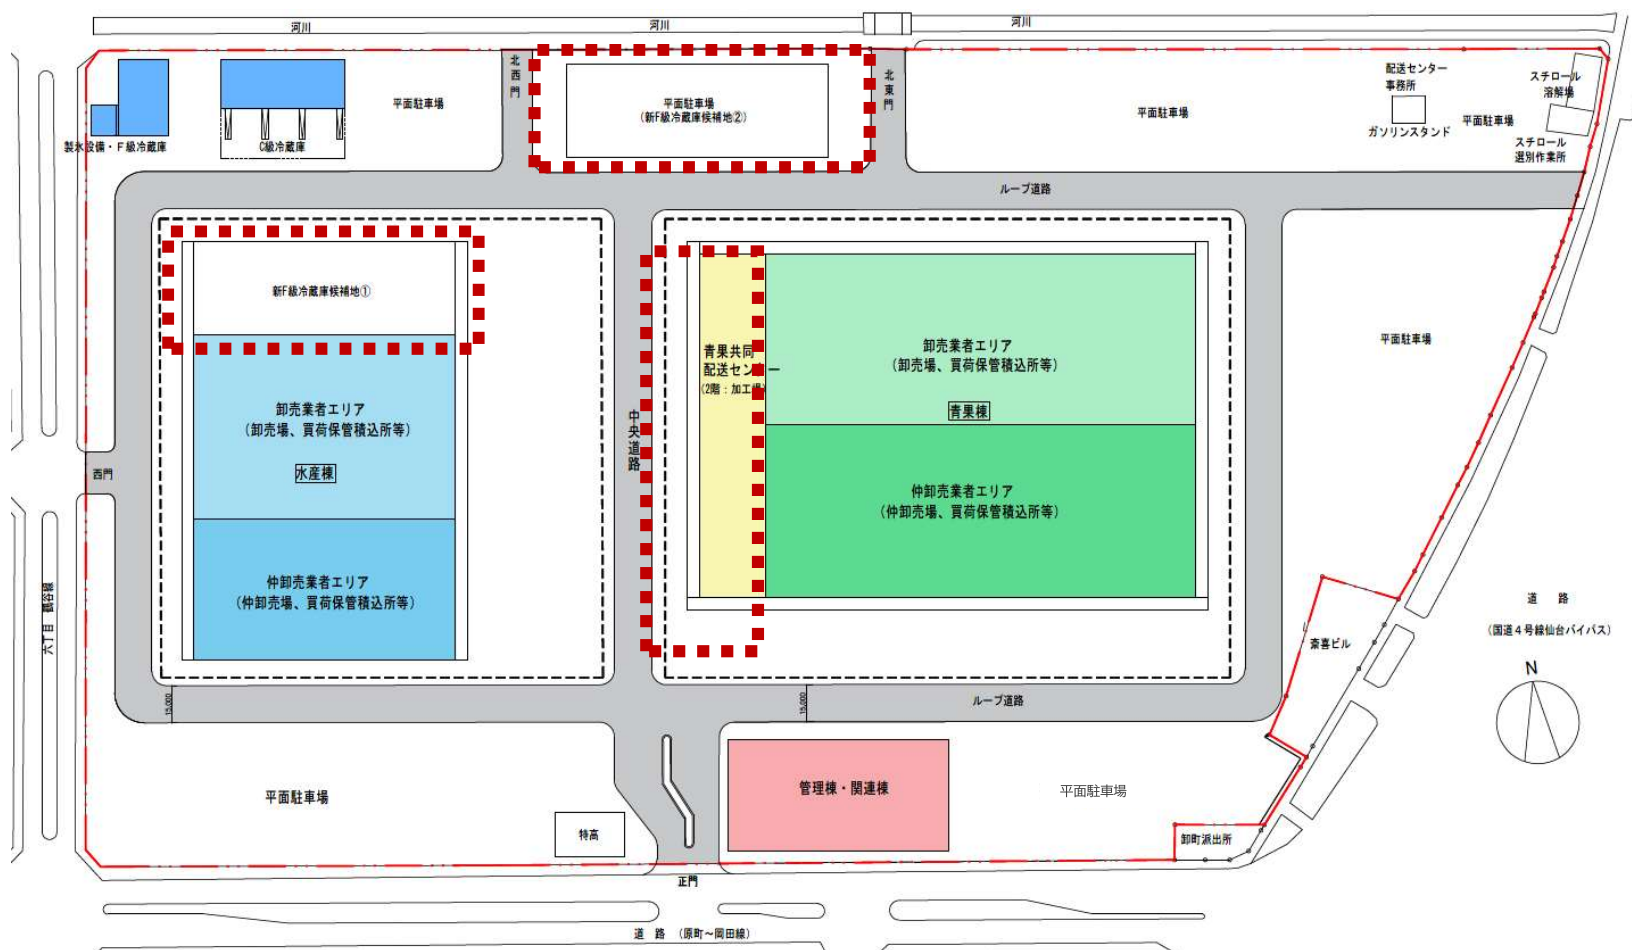 河川
河川
河川
北西門
北東門
平面駐車場
平面駐車場
(新F級冷蔵庫候補地②)
平面駐車場
配送センター
事務所
ガソリンスタンド
平面駐車場
スチロール
溶解場
スチロール
選別作業所
製氷設備・F級冷蔵庫
C級冷蔵庫
ループ道路
新F級冷蔵庫候補地①
卸売業者エリア
(卸売場、買荷保管積込所等)
水産棟
仲卸売業者エリア
(仲卸売場、買荷保管積込所等)
西門
六丁目 鶴谷線
中央道路
青果共同
配送センター
(2階：加工場)
卸売業者エリア
(卸売場、買荷保管積込所等)
青果棟
仲卸売業者エリア
(仲卸売場、買荷保管積込所等)
平面駐車場
道 路
(国道4号線仙台バイパス)
N
斎喜ビル
15,000
15,000
ループ道路
平面駐車場
特高
管理棟・関連棟
平面駐車場
卸町派出所
正門
道 路 (原町～岡田線)